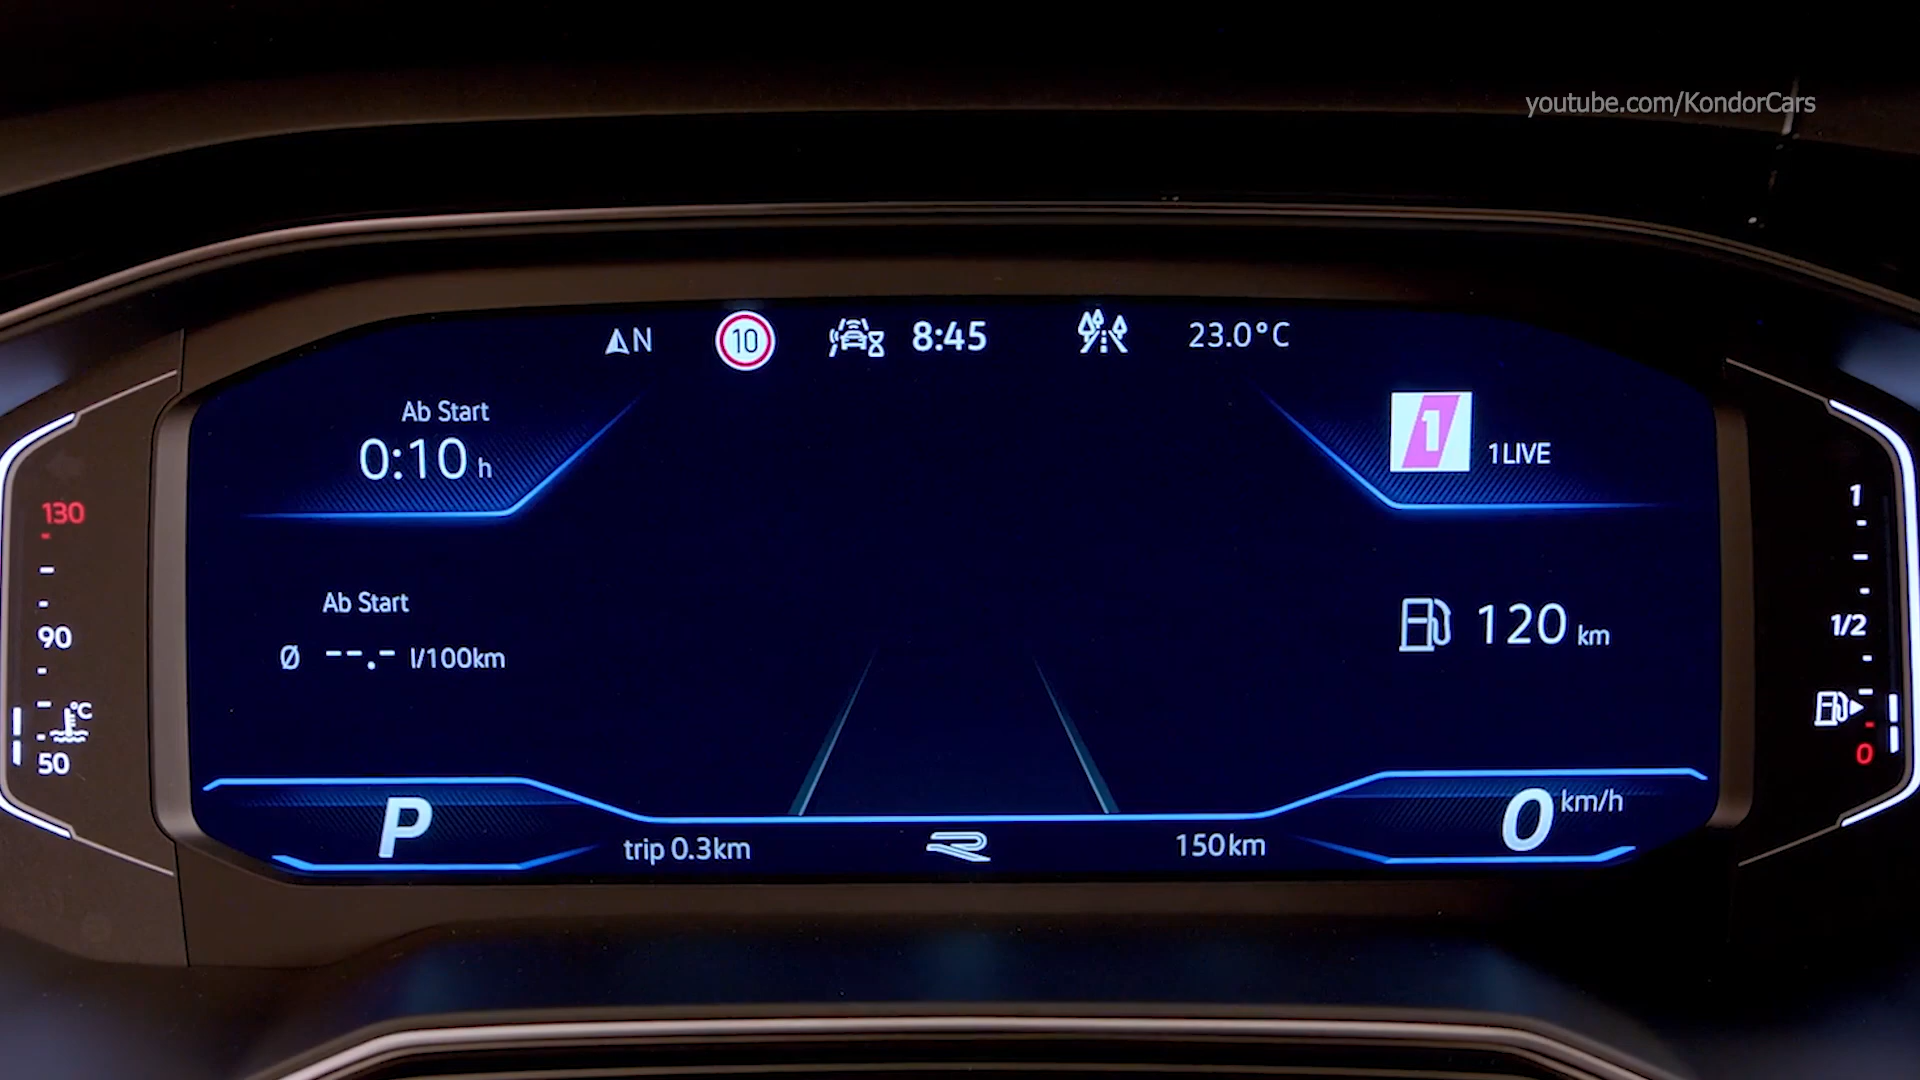 youtube.com/KondorCars
N
10
8:45
23.0°C
Ab Start
0:10 h
1
1LIVE
130
90
°C
50
Ab Start
Ø --.- l/100km
120 km
1
1/2
0
P
trip 0.3km
R
150km
0 km/h